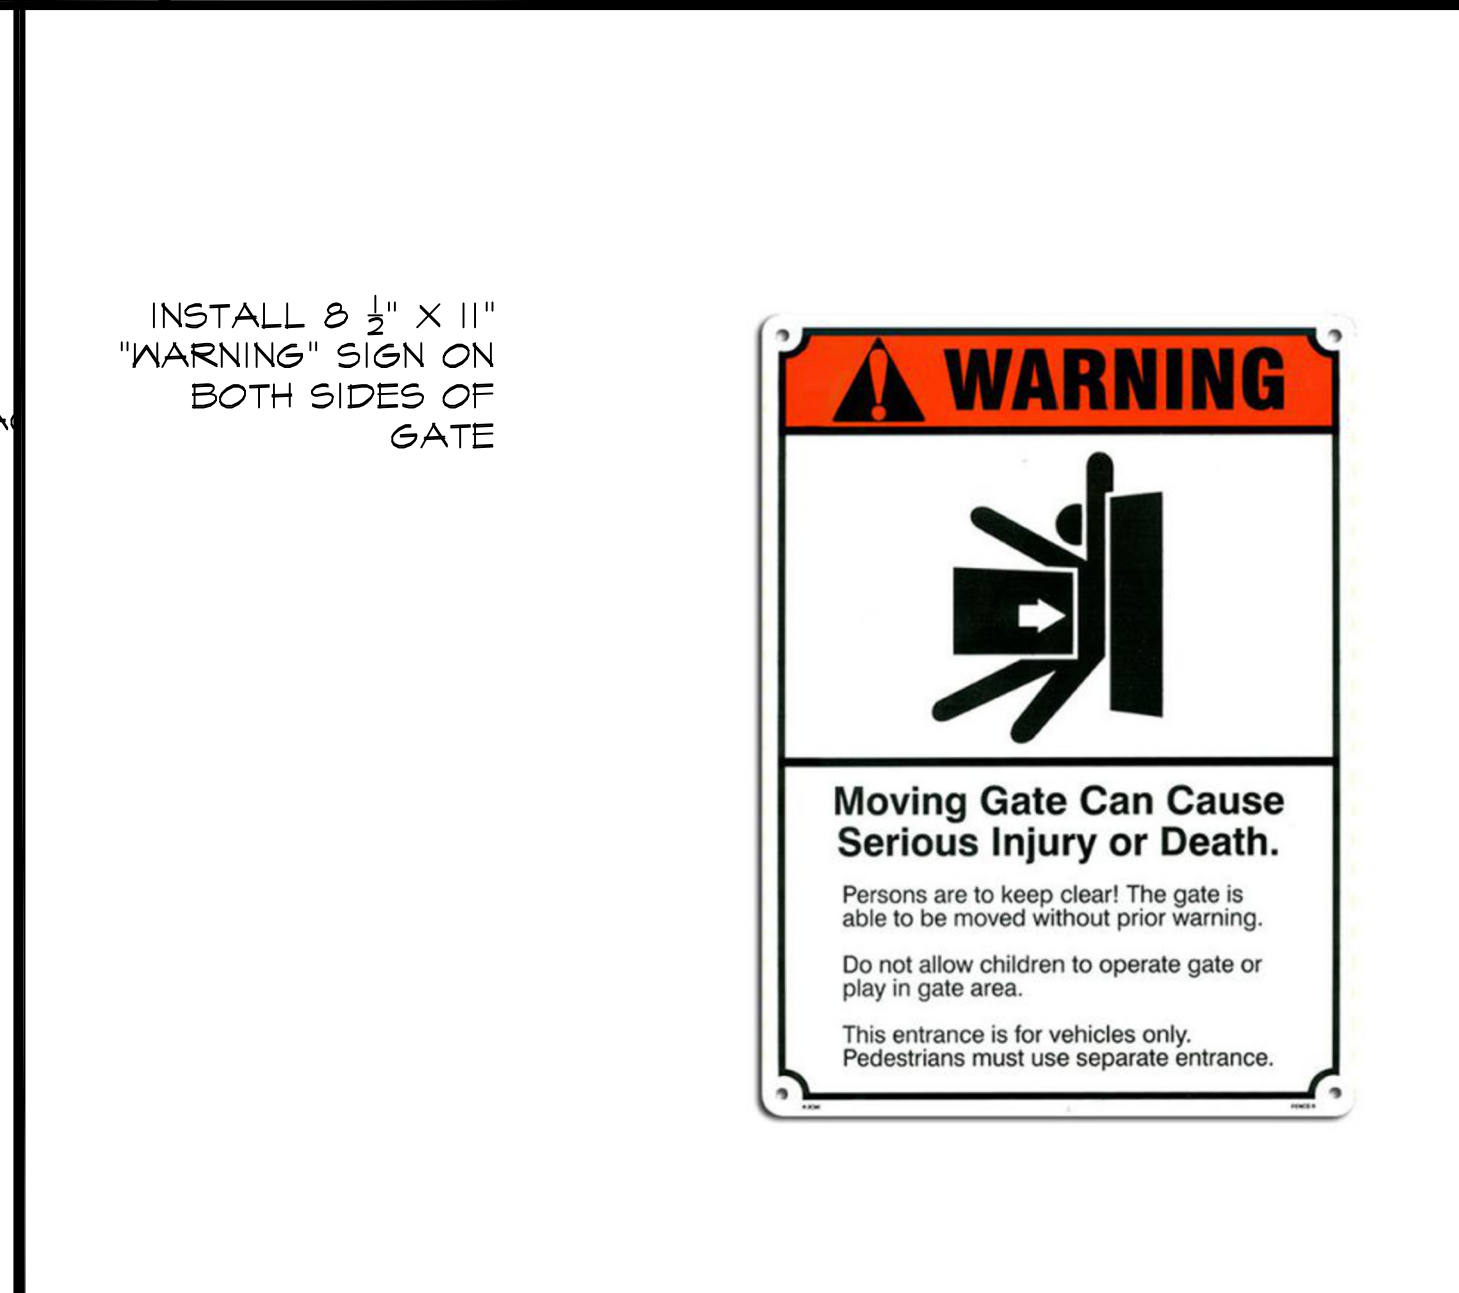 INSTALL 8 1/2" X 11"
"WARNING" SIGN ON
BOTH SIDES OF
GATE
WARNING
Moving Gate Can Cause
Serious Injury or Death.
Persons are to keep clear! The gate is
able to be moved without prior warning.
Do not allow children to operate gate or
play in gate area.
This entrance is for vehicles only.
Pedestrians must use separate entrance.